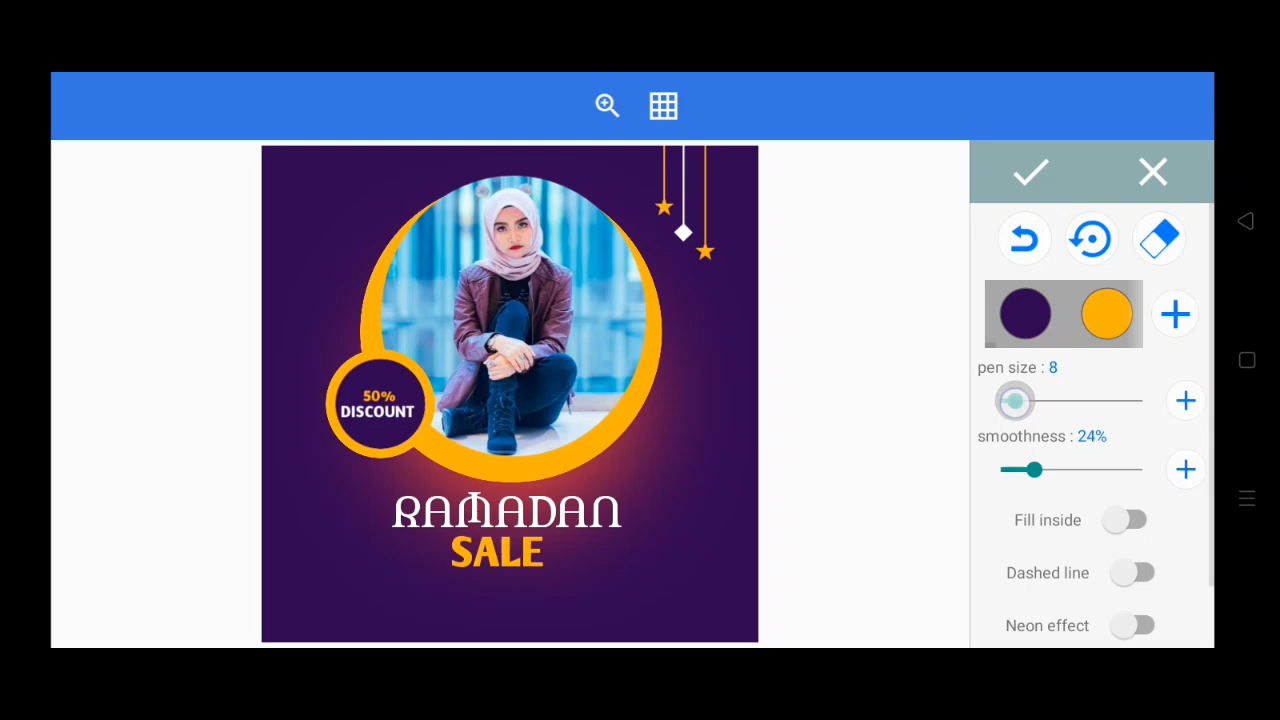 50%
DISCOUNT
RAMADAN
SALE
pen size : 8
smoothness : 24%
Fill inside
Dashed line
Neon effect